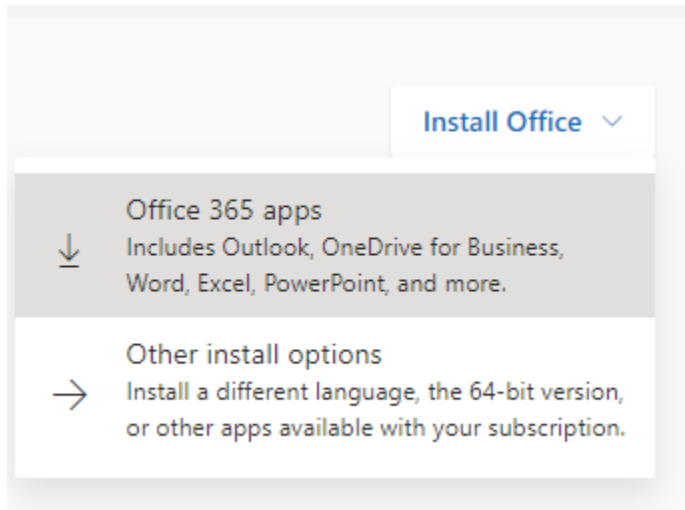 Install Office
Office 365 apps
Includes Outlook, OneDrive for Business,
Word, Excel, PowerPoint, and more.
Other install options
Install a different language, the 64-bit version,
or other apps available with your subscription.